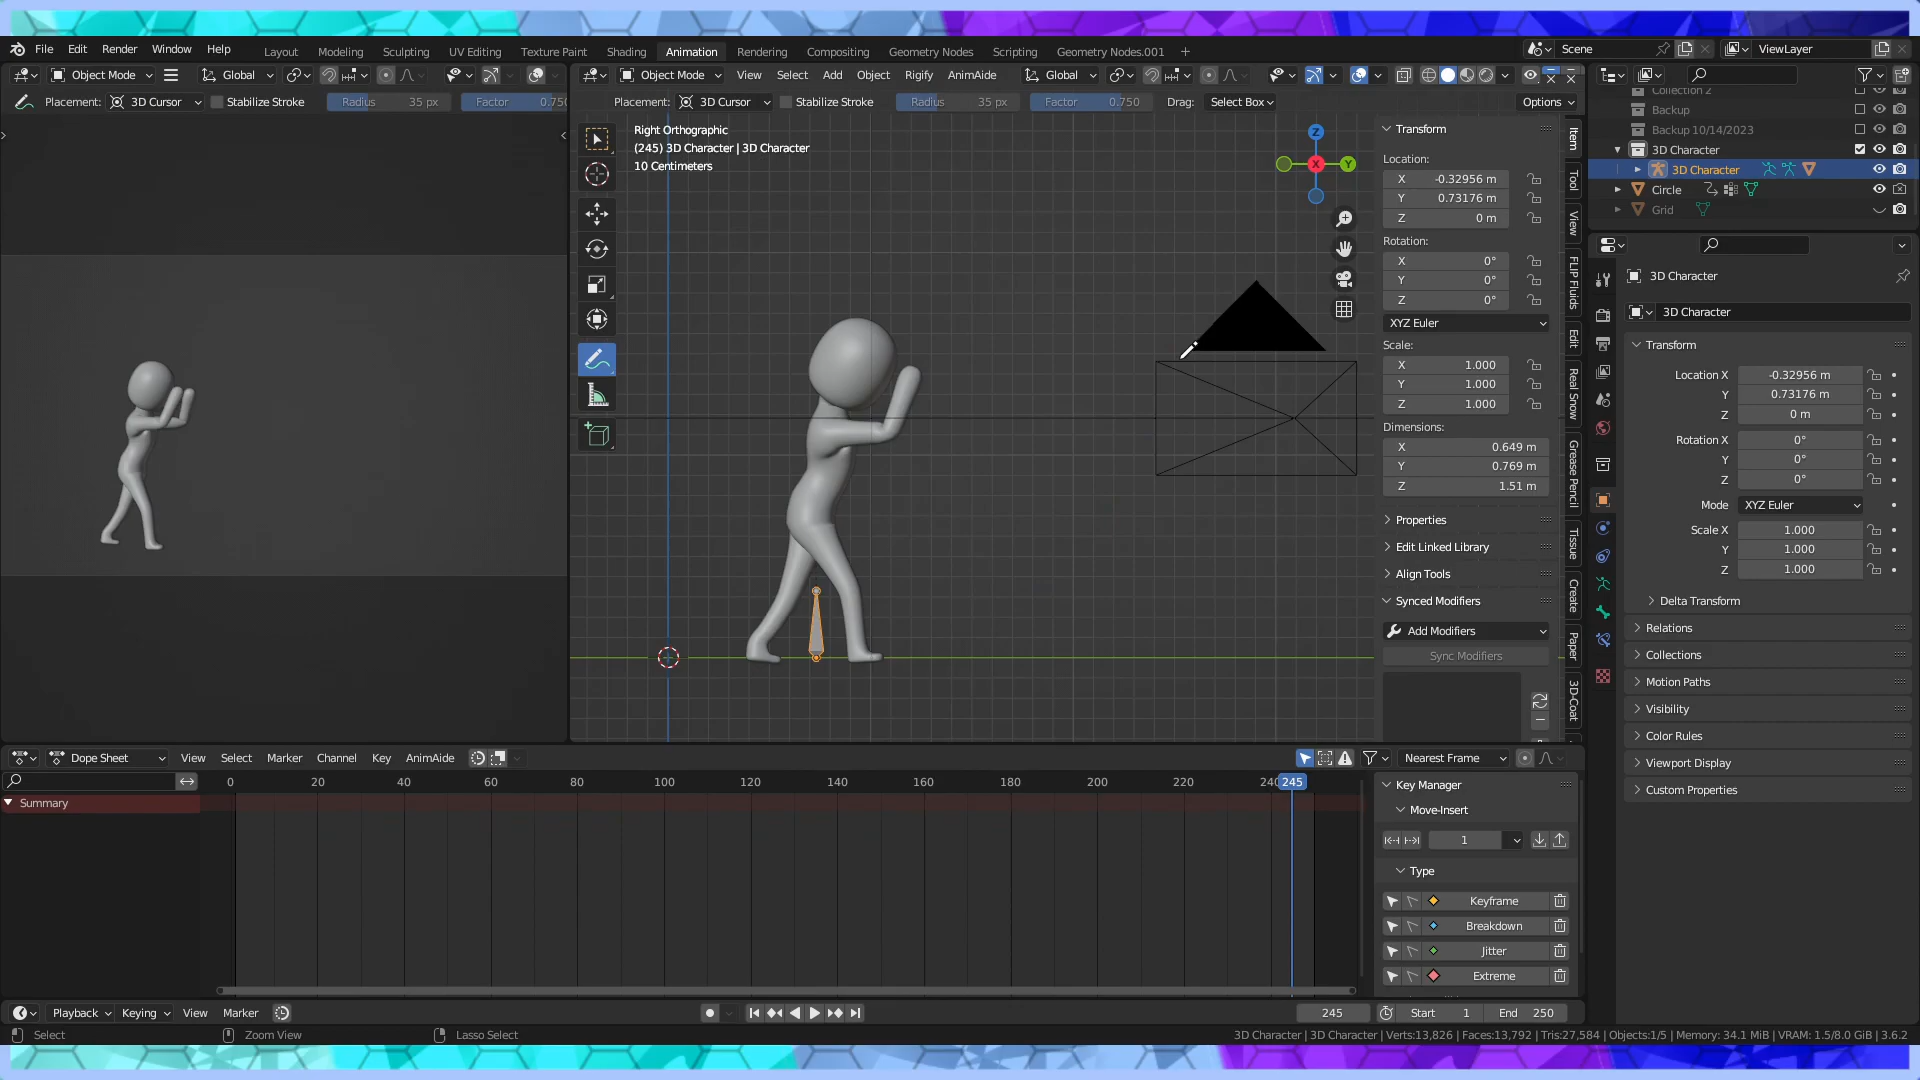 File Edit Render Window Help Layout Modeling Sculpting UV Editing Texture Paint Shading Animation Rendering Compositing Geometry Nodes Scripting Geometry Nodes.001 + Scene ViewLayer
Object Mode Global Object Mode View Select Add Object Rigify AnimAide Global
Placement: 3D Cursor Stabilize Stroke Radius 35 px Factor 0.750 Placement: 3D Cursor Stabilize Stroke Radius 35 px Factor 0.750 Drag: Select Box Options
Right Orthographic
(245) 3D Character | 3D Character
10 Centimeters
Z
X
Y
Transform
Location:
X -0.32956 m
Y 0.73176 m
Z 0 m
Rotation:
X 0°
Y 0°
Z 0°
XYZ Euler
Scale:
X 1.000
Y 1.000
Z 1.000
Dimensions:
X 0.649 m
Y 0.769 m
Z 1.51 m
Properties
Edit Linked Library
Align Tools
Synced Modifiers
Add Modifiers
Sync Modifiers
Item
Tool
View
FLIP Fluids
Edit
Real Snow
Grease Pencil
Tissue
Create
Paper
3D-Coat
Collection 2
Backup
Backup 10/14/2023
3D Character
3D Character
Circle
Grid
3D Character
3D Character
Transform
Location X -0.32956 m
Y 0.73176 m
Z 0 m
Rotation X 0°
Y 0°
Z 0°
Mode XYZ Euler
Scale X 1.000
Y 1.000
Z 1.000
Delta Transform
Relations
Collections
Motion Paths
Visibility
Color Rules
Viewport Display
Custom Properties
Dope Sheet View Select Marker Channel Key AnimAide Nearest Frame
0 20 40 60 80 100 120 140 160 180 200 220 240 245
Summary
Key Manager
Move-Insert
1
Type
Keyframe
Breakdown
Jitter
Extreme
Playback Keying View Marker 245 Start 1 End 250
Select Zoom View Lasso Select 3D Character | 3D Character | Verts:13,826 | Faces:13,792 | Tris:27,584 | Objects:1/5 | Memory: 34.1 MiB | VRAM: 1.5/8.0 GiB | 3.6.2